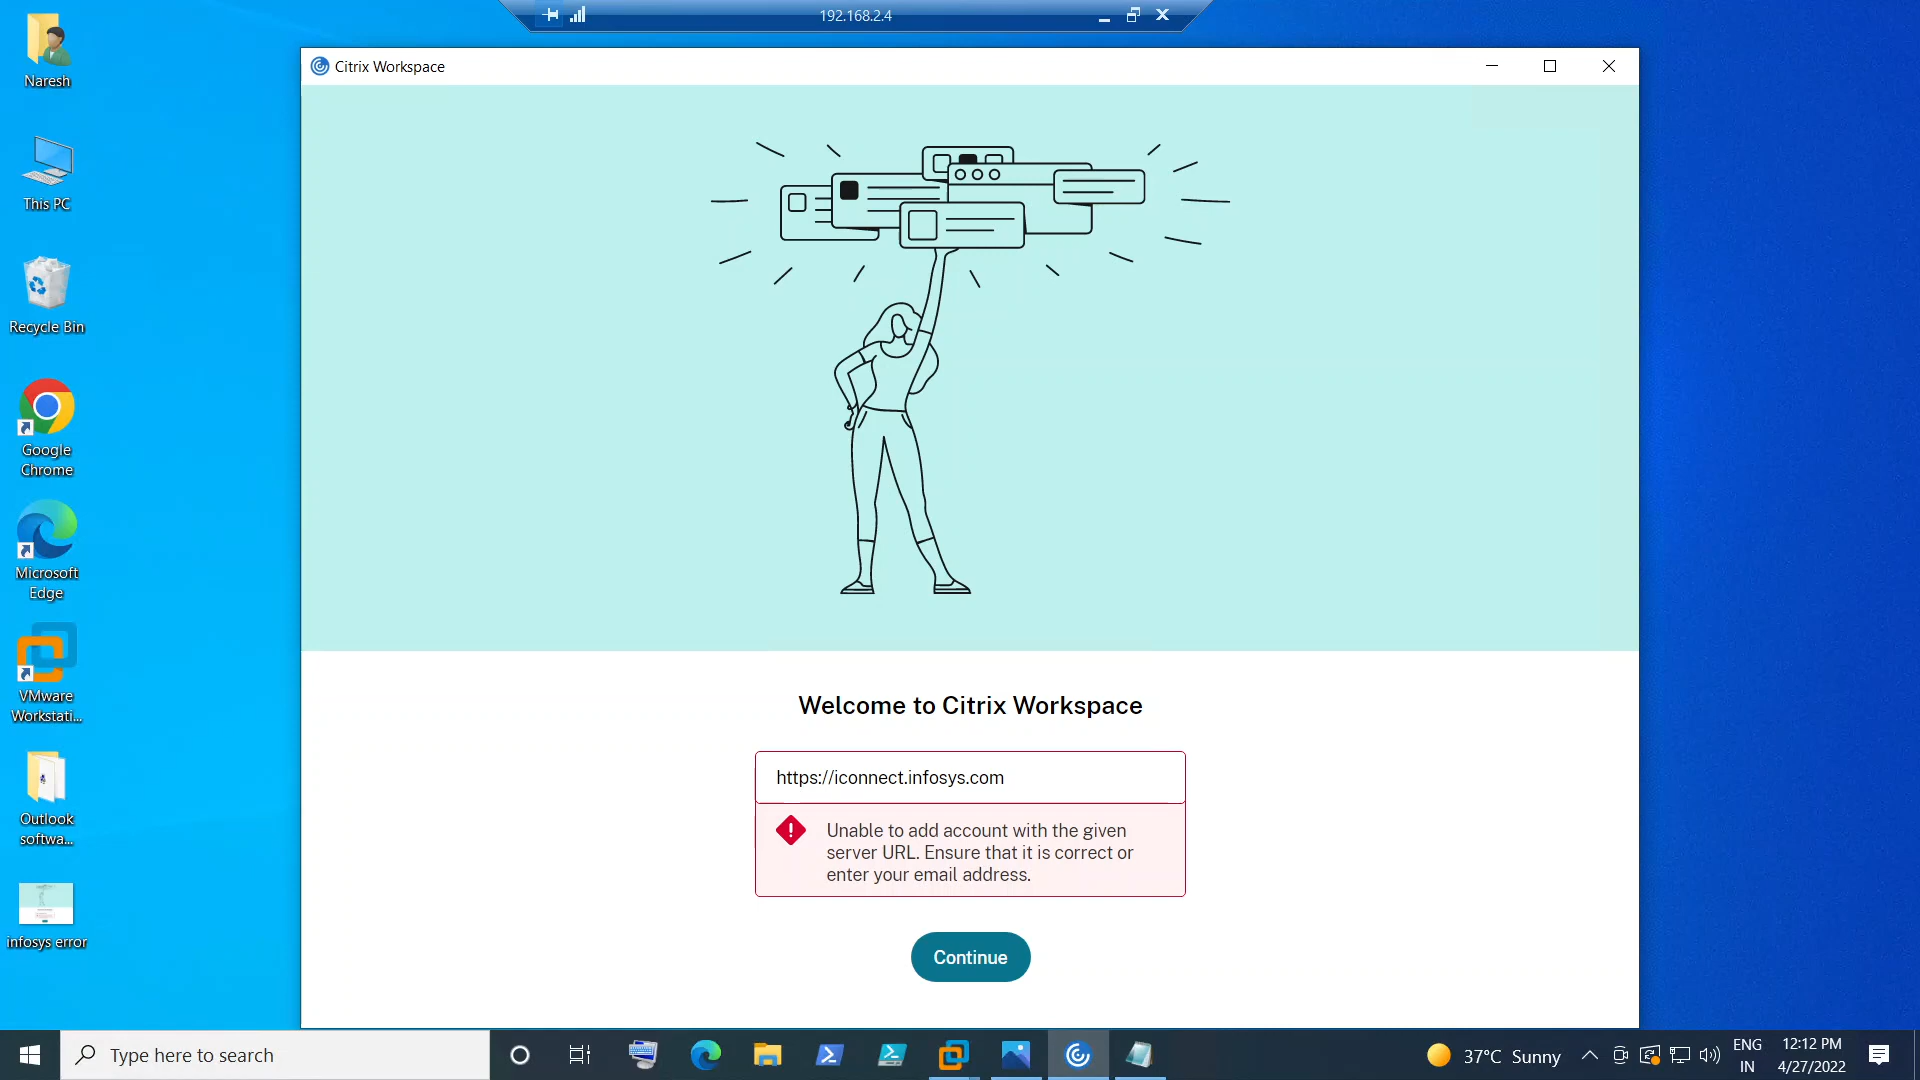 192.168.2.4
Naresh
This PC
Recycle Bin
Google
Chrome
Microsoft
Edge
VMware
Workstati...
Outlook
softwa...
infosys error
Citrix Workspace
Welcome to Citrix Workspace
https://iconnect.infosys.com
Unable to add account with the given
server URL. Ensure that it is correct or
enter your email address.
Continue
Type here to search
37°C Sunny
ENG
IN
12:12 PM
4/27/2022